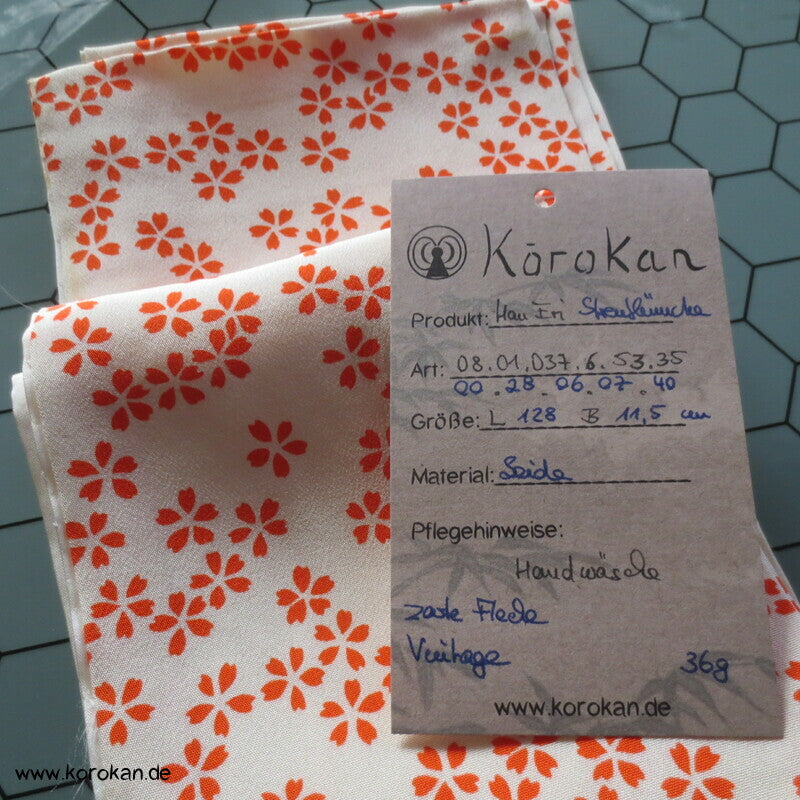 KōroKan
Produkt: Han Eri Streublümchen
Art: 08.01.037.6.53.35
00.28.06.07.40
Größe: L 128 B 11,5 cm
Material: Seide
Pflegehinweise:
Handwäsche
zarte Flecke
Vintage 36g
www.korokan.de
www.korokan.de